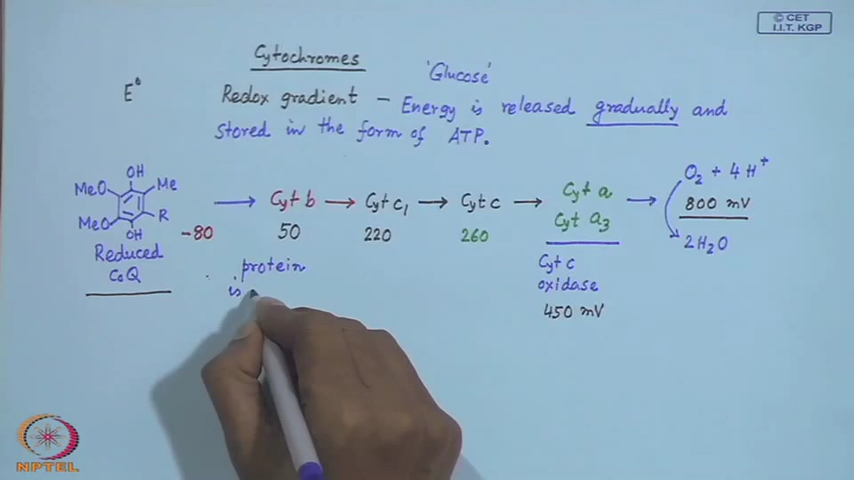 © CET
I.I.T. KGP
Cytochromes
'Glucose'
E°
Redox gradient – Energy is released gradually and
stored in the form of ATP.
OH
MeO
Me
MeO
R
OH
Reduced
CoQ
-80
Cyt b
50
Cyt c₁
220
Cyt c
260
Cyt a
Cyt a₃
Cyt c
oxidase
450 mV
O₂ + 4H⁺
800 mV
2H₂O
protein
is
NPTEL